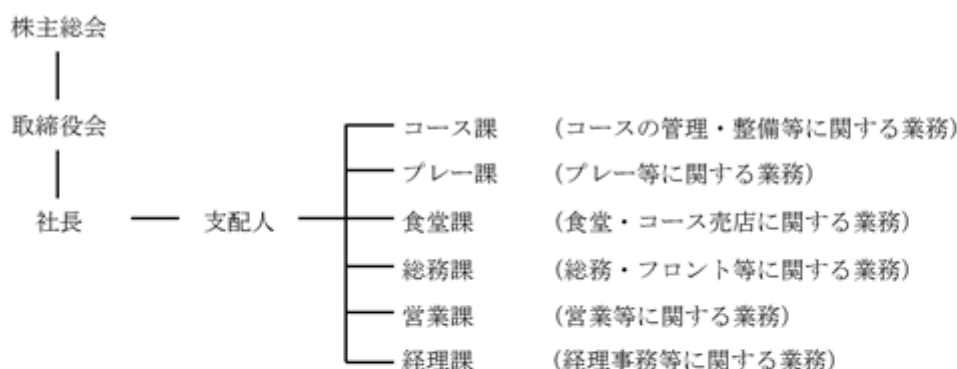 株主総会
取締役会
コース課 (コースの管理・整備等に関する業務)
プレー課 (プレー等に関する業務)
社長 支配人 食堂課 (食堂・コース売店に関する業務)
総務課 (総務・フロント等に関する業務)
営業課 (営業等に関する業務)
経理課 (経理事務等に関する業務)